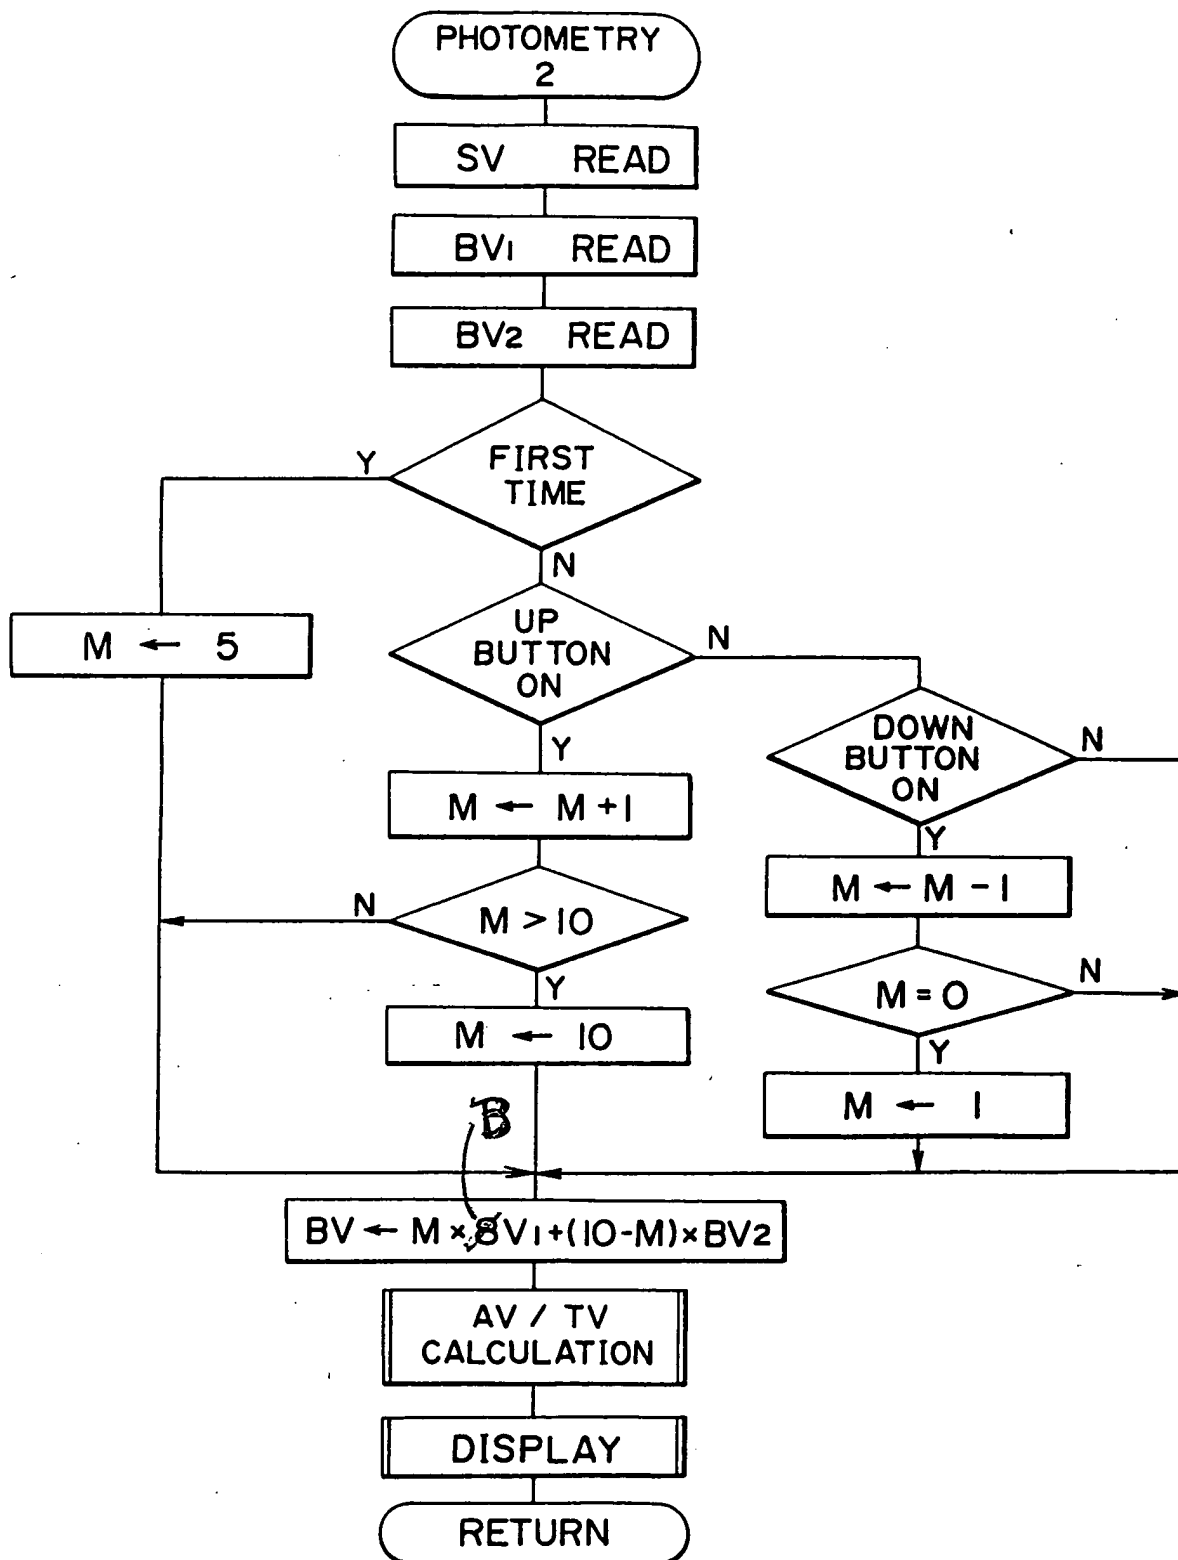 PHOTOMETRY
2
SV READ
BV1 READ
BV2 READ
FIRST
TIME
Y
N
M ← 5
UP
BUTTON
ON
N
Y
DOWN
BUTTON
ON
N
Y
M ← M+1
M ← M-1
M > 10
N
Y
M = 0
N
Y
M ← 10
M ← 1
B
BV ← M × 8V1+(10-M)×BV2
AV / TV
CALCULATION
DISPLAY
RETURN